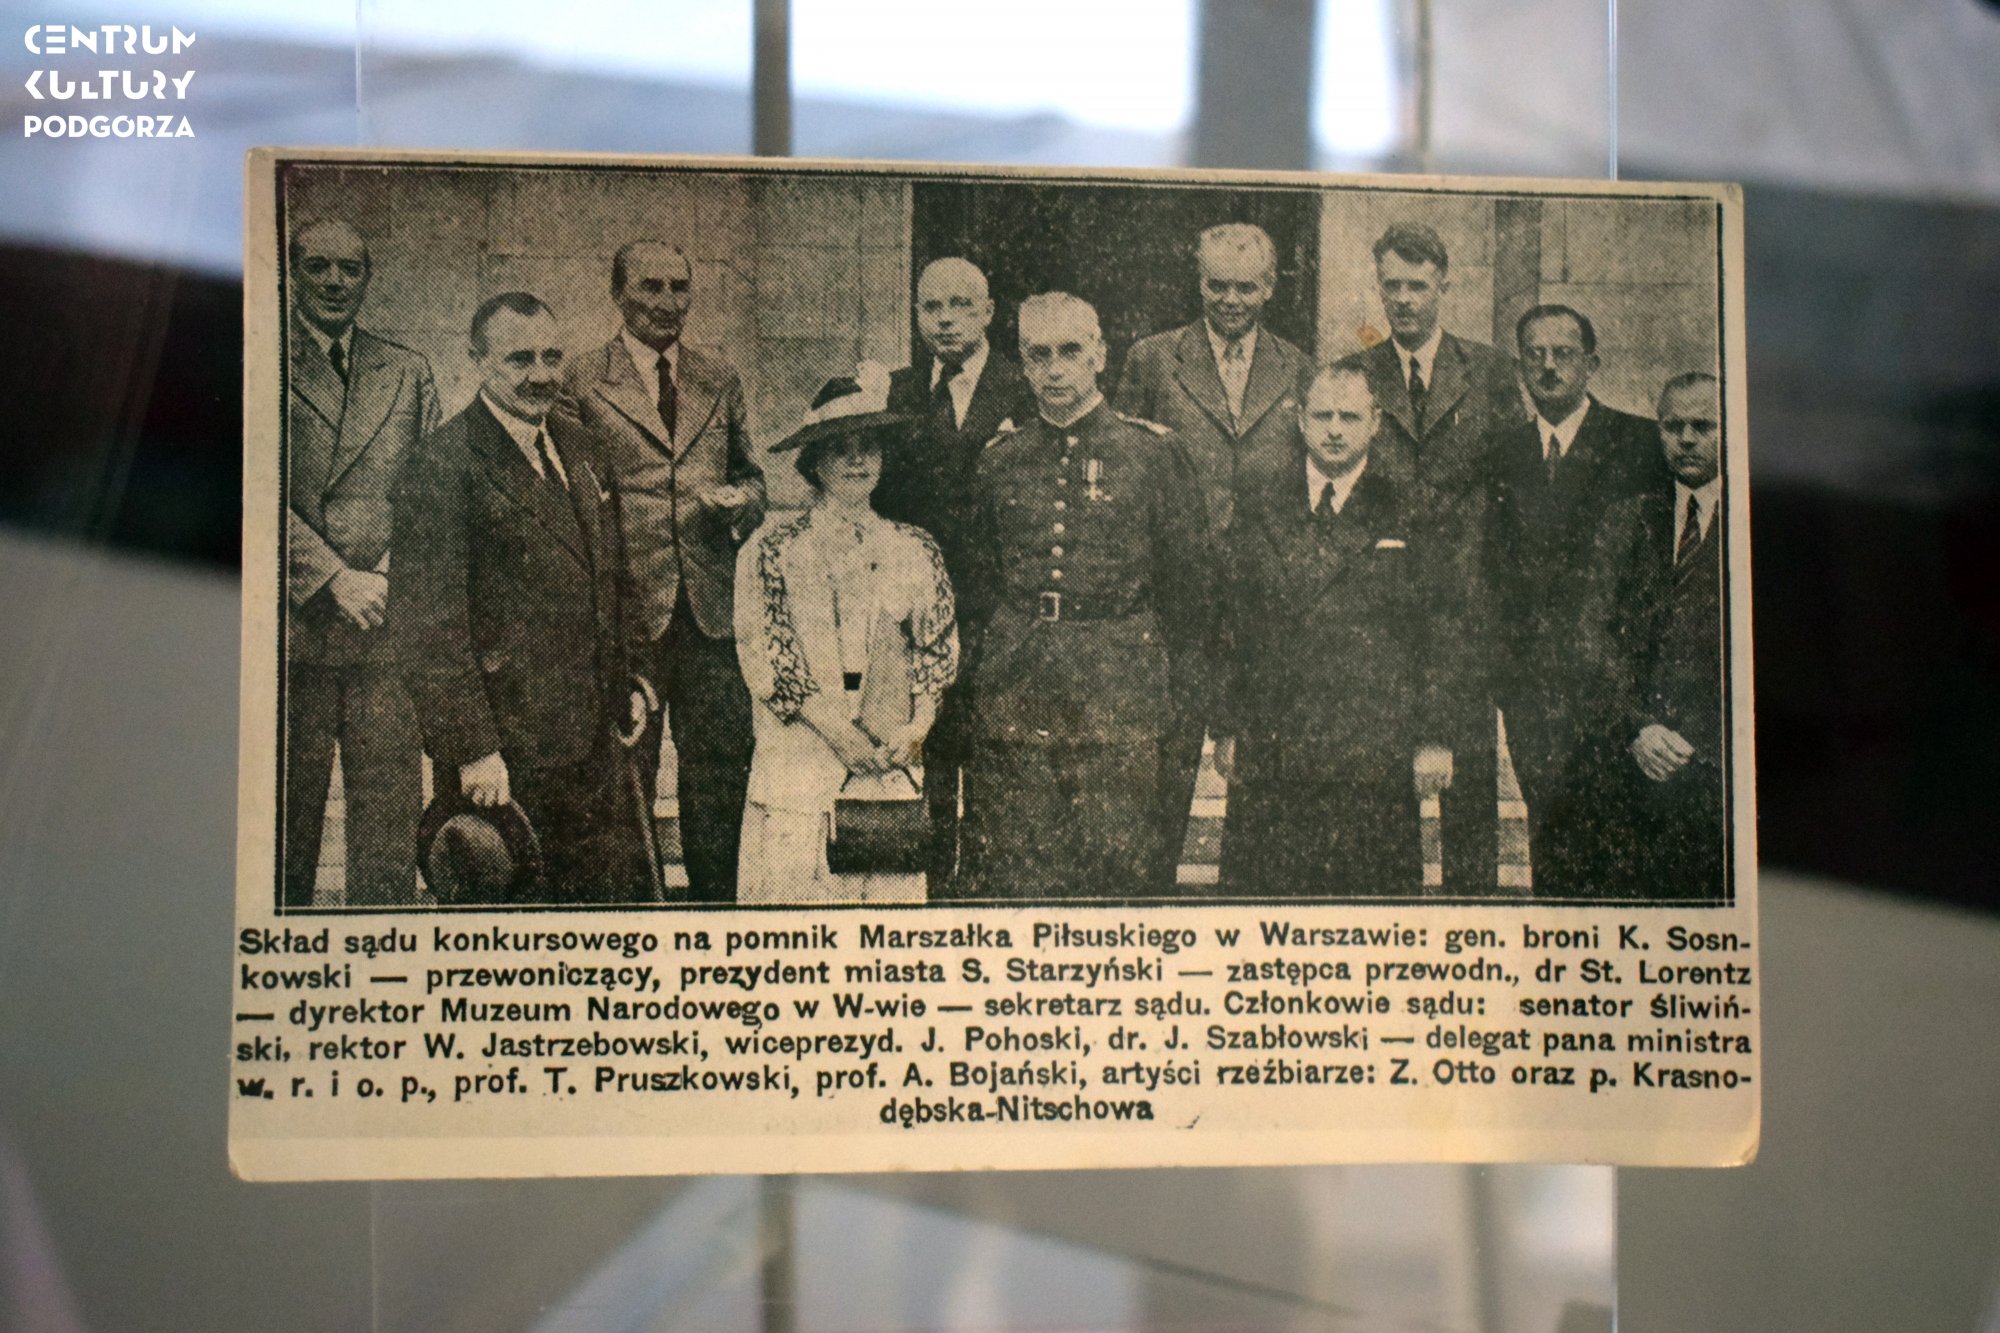 CENTRUM
KULTURY
PODGÓRZA
Skład sądu konkursowego na pomnik Marszałka Piłsuskiego w Warszawie: gen. broni K. Sosn-
kowski — przewoniczący, prezydent miasta S. Starzyński — zastępca przewodn., dr St. Lorentz
— dyrektor Muzeum Narodowego w W-wie — sekretarz sądu. Członkowie sądu: senator Śliwiń-
ski, rektor W. Jastrzebowski, wiceprezyd. J. Pohoski, dr. J. Szabłowski — delegat pana ministra
w. r. i o. p., prof. T. Pruszkowski, prof. A. Bojański, artyści rzeźbiarze: Z. Otto oraz p. Krasno-
dębska-Nitschowa